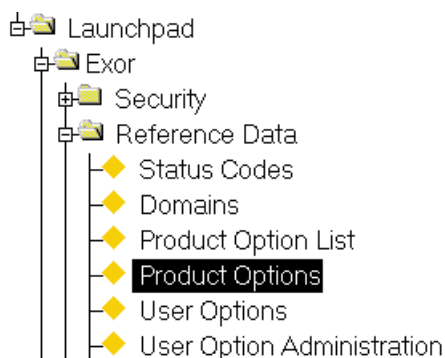 Launchpad
Exor
Security
Reference Data
Status Codes
Domains
Product Option List
Product Options
User Options
User Option Administration